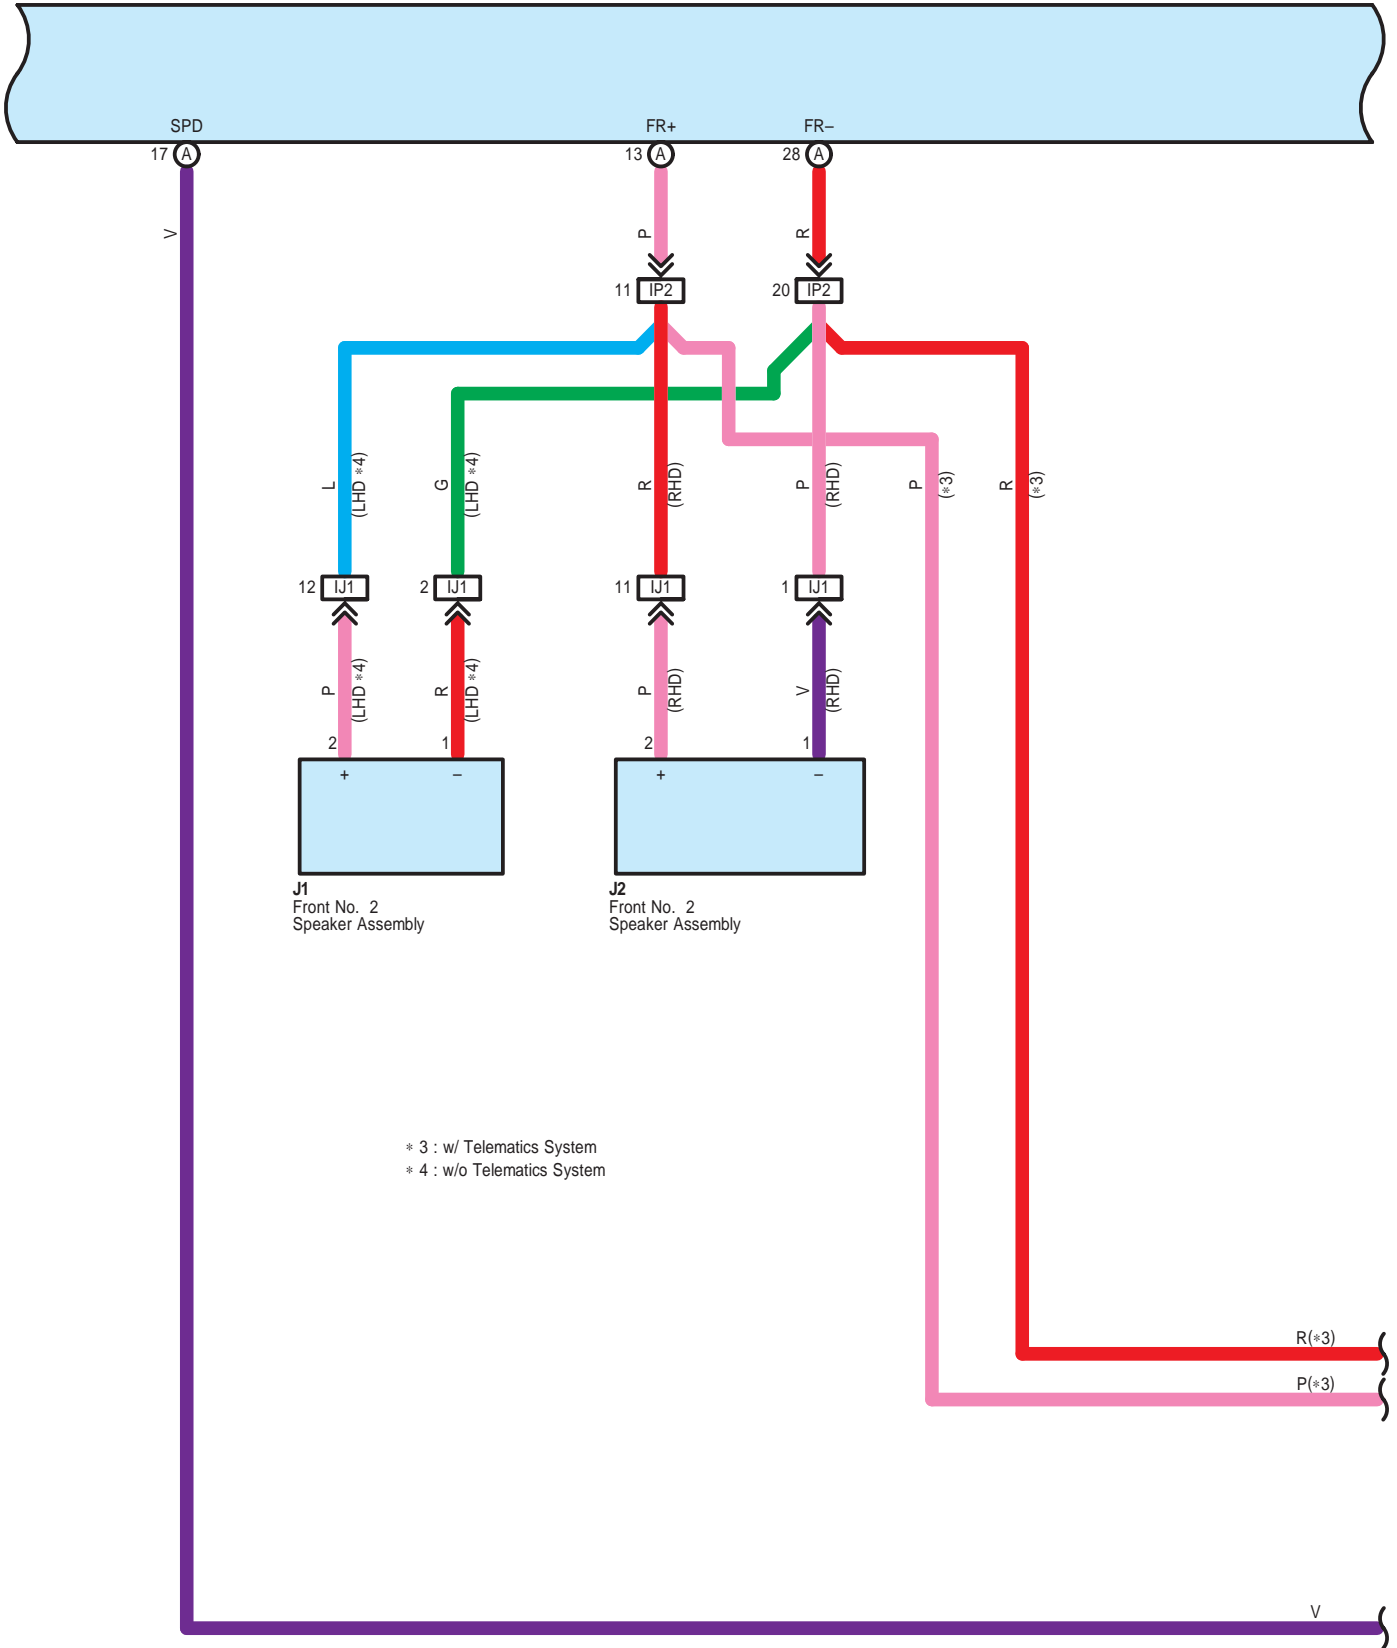 SPD FR+ FR–
17 A 13 A 28 A
V P R
11 IP2 20 IP2
L (LHD *4) G (LHD *4) R (RHD) P (RHD) P (*3) R (*3)
12 IJ1 2 IJ1 11 IJ1 1 IJ1
P (LHD *4) R (LHD *4) P (RHD) V (RHD)
2 1 2 1
+ – + –
J1
Front No. 2
Speaker Assembly
J2
Front No. 2
Speaker Assembly
* 3 : w/ Telematics System
* 4 : w/o Telematics System
R(*3)
P(*3)
V